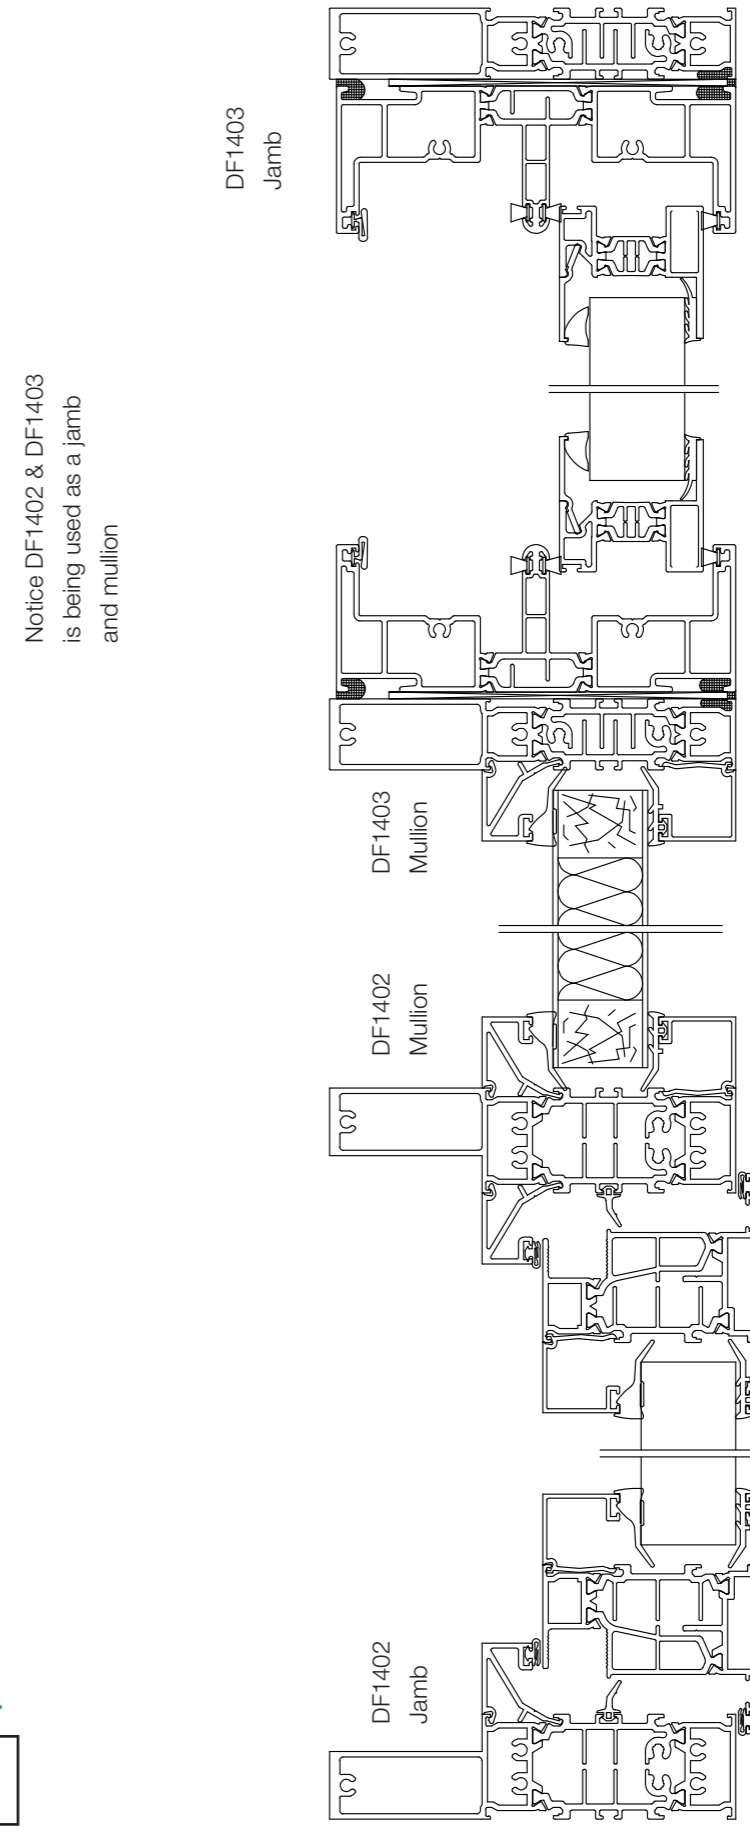 Notice DF1402 & DF1403
is being used as a jamb
and mullion
DF1402
Jamb
DF1402
Mullion
DF1403
Mullion
DF1403
Jamb